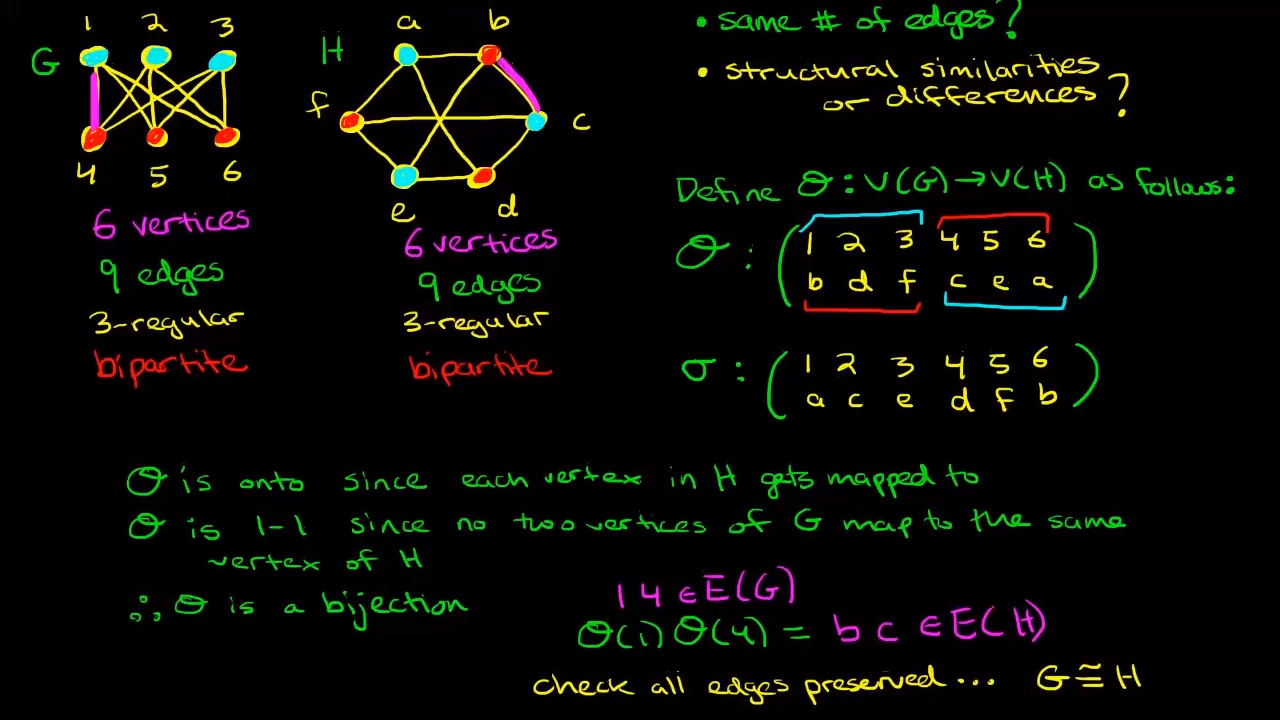 1 2 3
G
4 5 6
6 vertices
9 edges
3-regular
bipartite
H
a b
f c
e d
6 vertices
9 edges
3-regular
bipartite
• same # of edges?
• structural similarities
or differences?
Define θ: V(G)→V(H) as follows:
θ: ( 1 2 3 4 5 6
b d f c e a )
σ: ( 1 2 3 4 5 6
a c e d f b )
θ is onto since each vertex in H gets mapped to
θ is 1-1 since no two vertices of G map to the same
vertex of H
∴ θ is a bijection
14 ∈ E(G)
θ(1)θ(4) = bc ∈ E(H)
check all edges preserved... G ≅ H